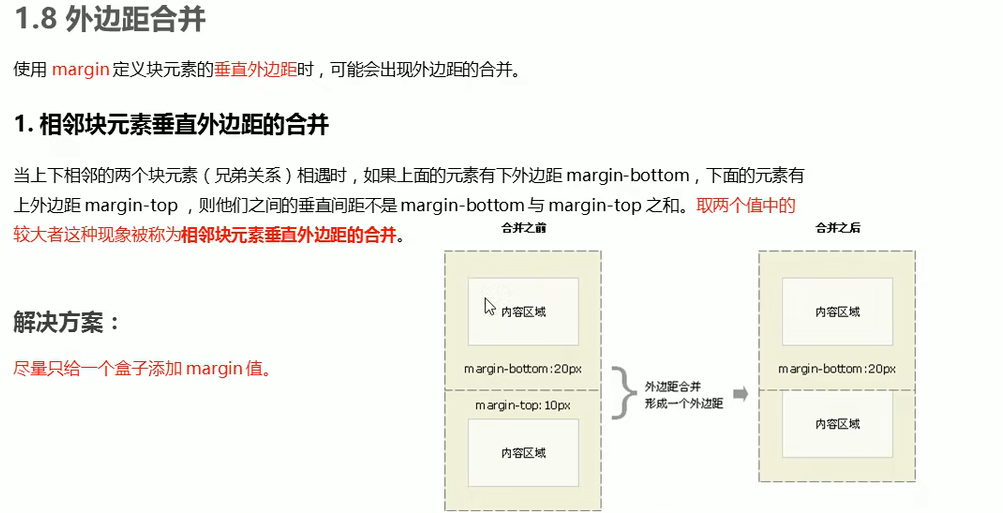 1.8 外边距合并
使用 margin 定义块元素的垂直外边距时，可能会出现外边距的合并。
1. 相邻块元素垂直外边距的合并
当上下相邻的两个块元素（兄弟关系）相遇时，如果上面的元素有下外边距 margin-bottom，下面的元素有
上外边距 margin-top ，则他们之间的垂直间距不是 margin-bottom 与 margin-top 之和。取两个值中的
较大者这种现象被称为相邻块元素垂直外边距的合并。
解决方案：
尽量只给一个盒子添加 margin 值。
合并之前
内容区域
margin-bottom:20px
margin-top:10px
内容区域
外边距合并
形成一个外边距
合并之后
内容区域
margin-bottom:20px
内容区域